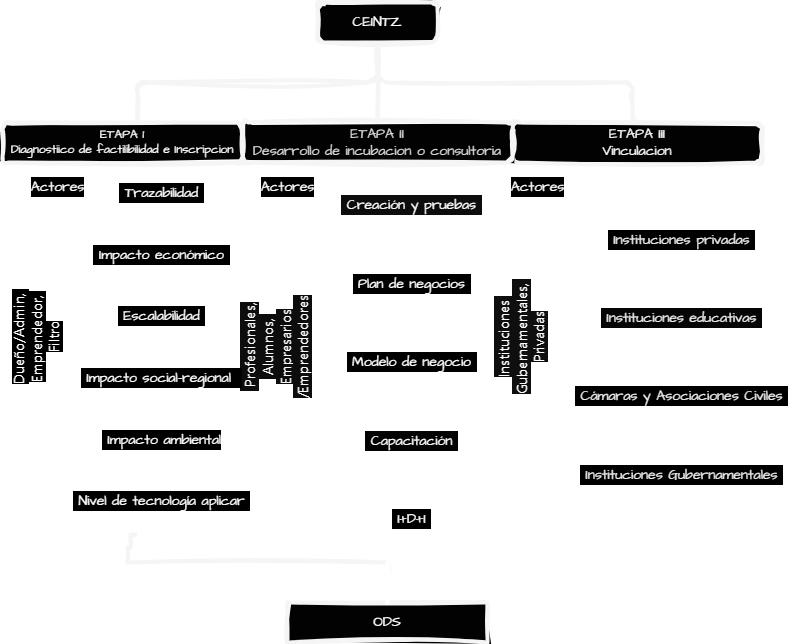 CEINTZ
ETAPA I
Diagnostiico de factilibilidad e Inscripcion
ETAPA II
Desarrollo de incubacion o consultoria
ETAPA III
Vinculacion
Actores
Trazabilidad
Impacto económico
Escalabilidad
Impacto social-regional
Impacto ambiental
Nivel de tecnología aplicar
Dueño/Admin,
Emprendedor,
Filtro
Actores
Creación y pruebas
Plan de negocios
Modelo de negocio
Capacitación
I+D+I
Profesionales,
Alumnos,
Empresarios
/Emprendedores
Actores
Instituciones privadas
Instituciones educativas
Cámaras y Asociaciones Civiles
Instituciones Gubernamentales
Instituciones
Gubernamentales,
Privadas
ODS